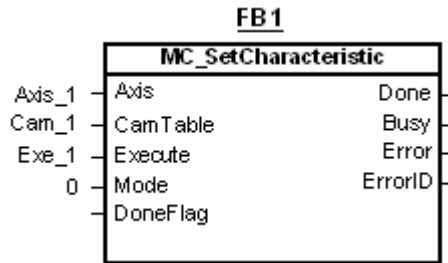 FB1
MC_SetCharacteristic
Axis_1 Axis Done
Cam_1 CamTable Busy
Exe_1 Execute Error
0 Mode ErrorID
DoneFlag